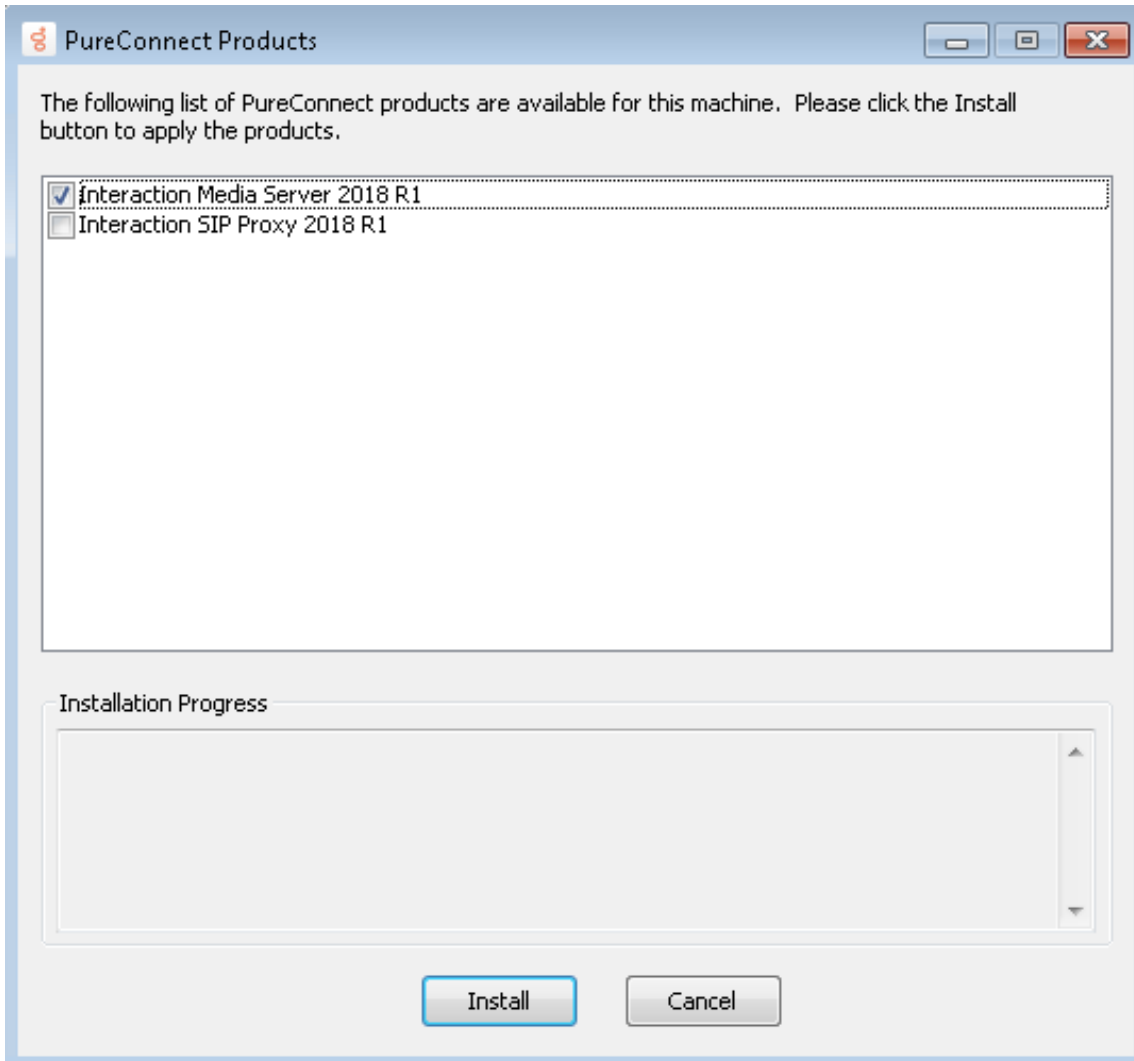 PureConnect Products
The following list of PureConnect products are available for this machine.  Please click the Install
button to apply the products.
Interaction Media Server 2018 R1
Interaction SIP Proxy 2018 R1
Installation Progress
Install
Cancel